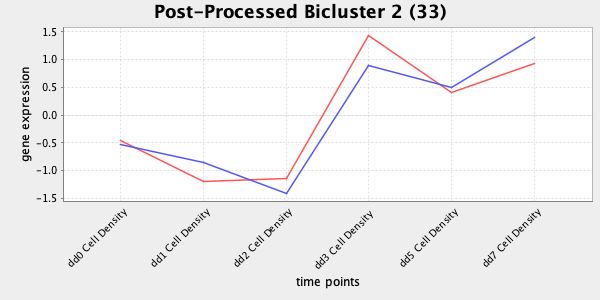 Post-Processed Bicluster 2 (33)
1.5
1.0
0.5
0.0
-0.5
-1.0
-1.5
gene expression
dd0 Cell Density
dd1 Cell Density
dd2 Cell Density
dd3 Cell Density
dd5 Cell Density
dd7 Cell Density
time points